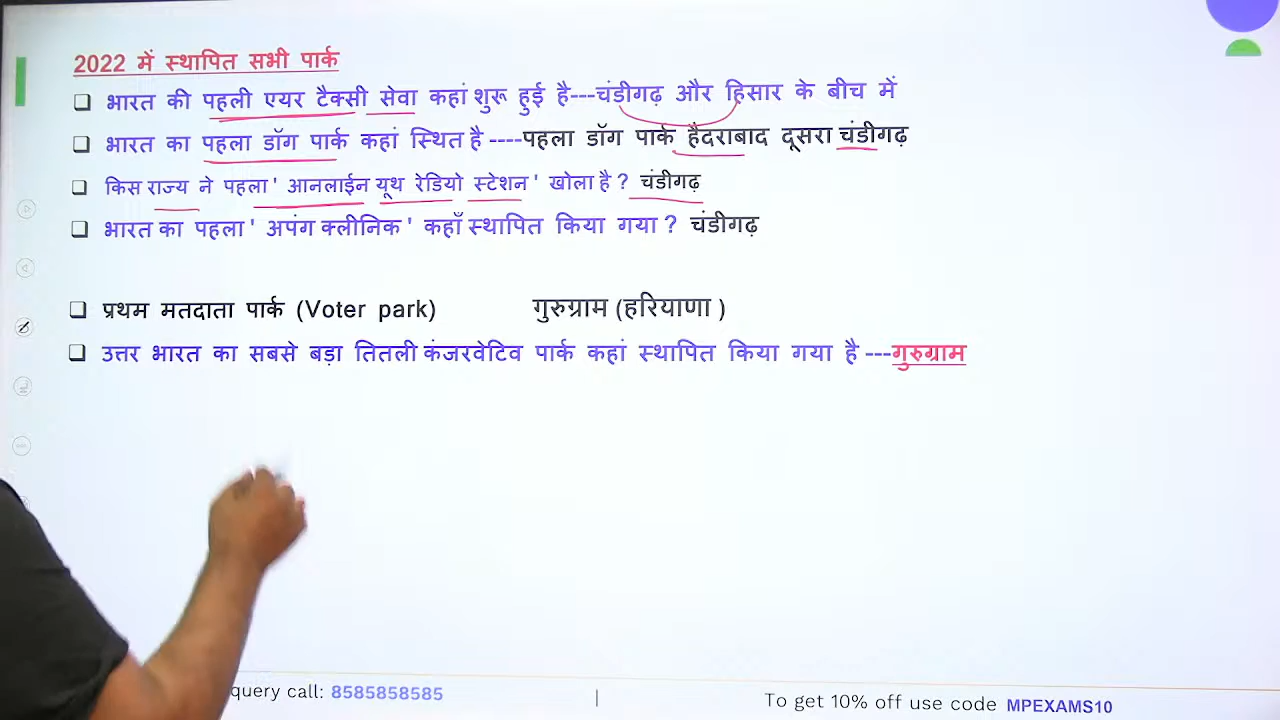 2022 में स्थापित सभी पार्क
भारत की पहली एयर टैक्सी सेवा कहां शुरू हुई है---चंडीगढ़ और हिसार के बीच में
भारत का पहला डॉग पार्क कहां स्थित है ----पहला डॉग पार्क हैदराबाद दूसरा चंडीगढ़
किस राज्य ने पहला ' आनलाईन यूथ रेडियो स्टेशन ' खोला है ? चंडीगढ़
भारत का पहला ' अपंग क्लीनिक ' कहाँ स्थापित किया गया ? चंडीगढ़
प्रथम मतदाता पार्क (Voter park) गुरुग्राम (हरियाणा )
उत्तर भारत का सबसे बड़ा तितली कंजरवेटिव पार्क कहां स्थापित किया गया है ---गुरुग्राम
query call: 8585858585 | To get 10% off use code MPEXAMS10